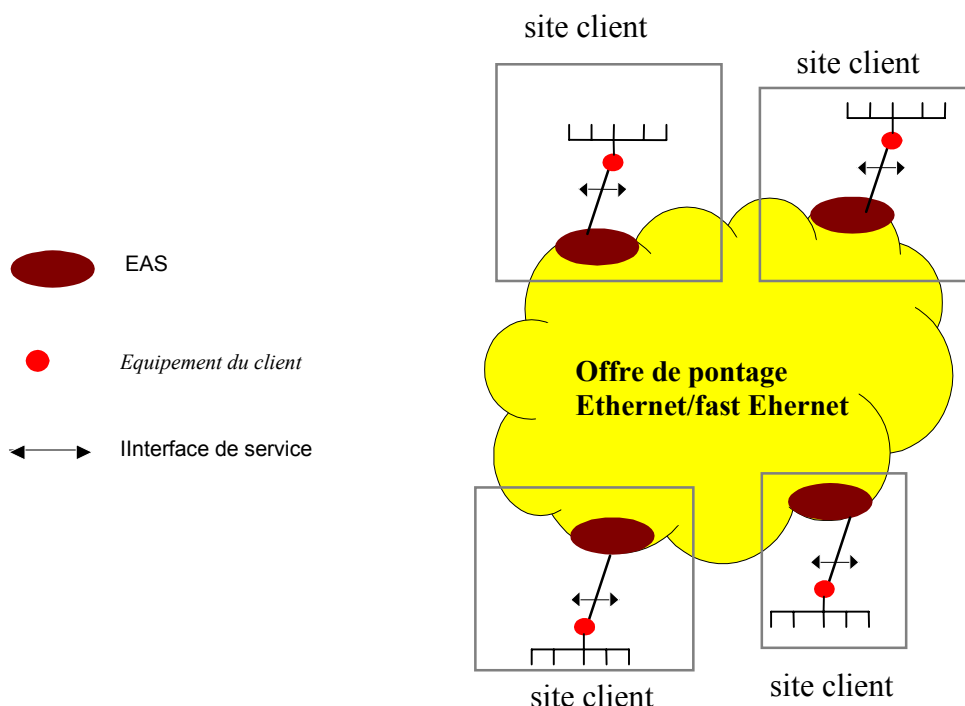 site client
site client
EAS
Equipement du client
IInterface de service
Offre de pontage
Ethernet/fast Ehernet
site client
site client